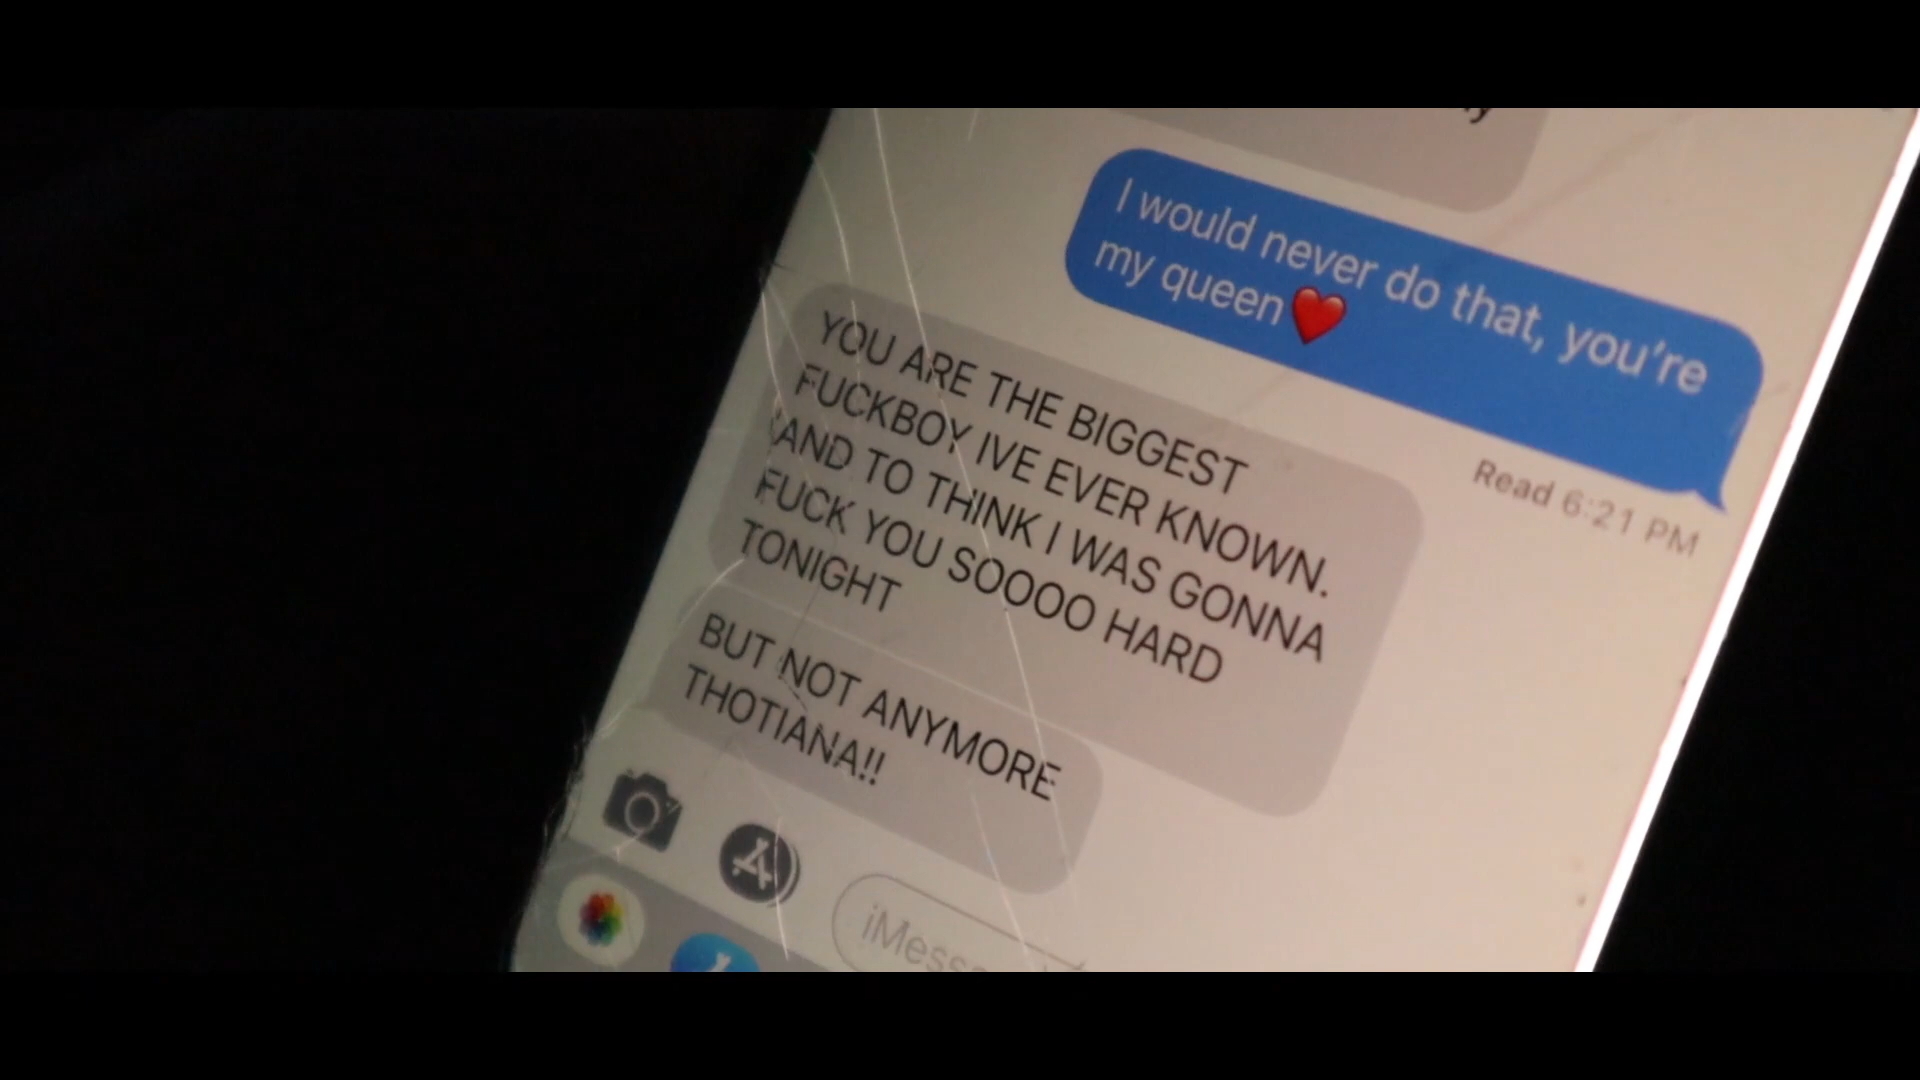 I would never do that, you're
my queen❤️
Read 6:21 PM
YOU ARE THE BIGGEST
FUCKBOY IVE EVER KNOWN.
AND TO THINK I WAS GONNA
FUCK YOU SOOOO HARD
TONIGHT
BUT NOT ANYMORE
THOTIANA!!